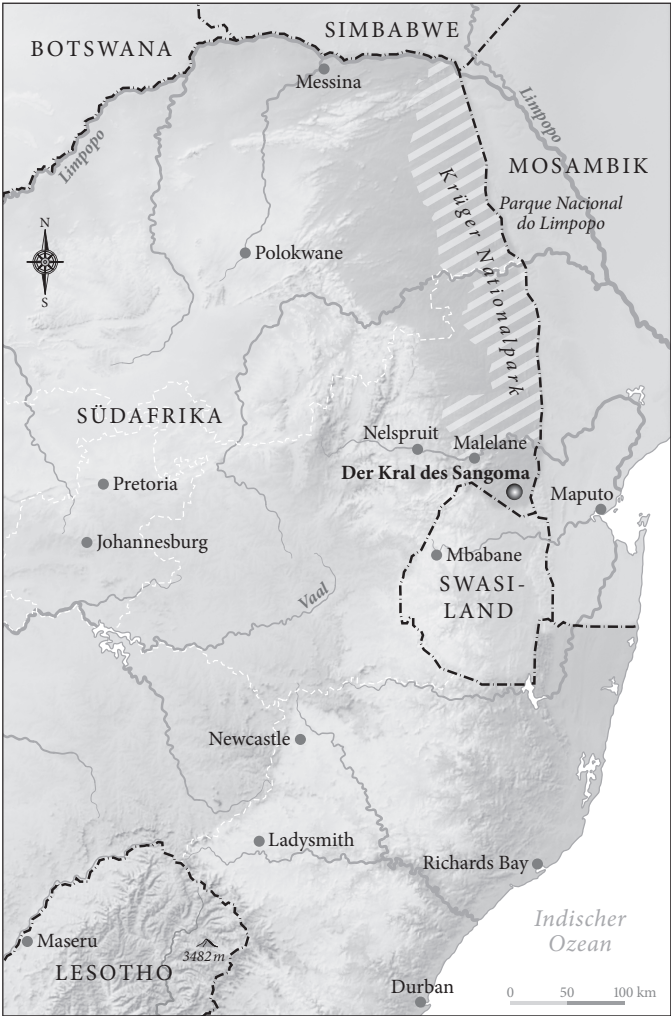 SIMBABWE
BOTSWANA
Messina
Limpopo
Limpopo
MOSAMBIK
Krüger Nationalpark
Parque Nacional
do Limpopo
N
S
Polokwane
SÜDAFRIKA
Nelspruit
Malelane
Der Kral des Sangoma
Pretoria
Maputo
Johannesburg
Mbabane
SWASI-
LAND
Vaal
Newcastle
Ladysmith
Richards Bay
Indischer
Ozean
Maseru
3482 m
LESOTHO
Durban
0 50 100 km